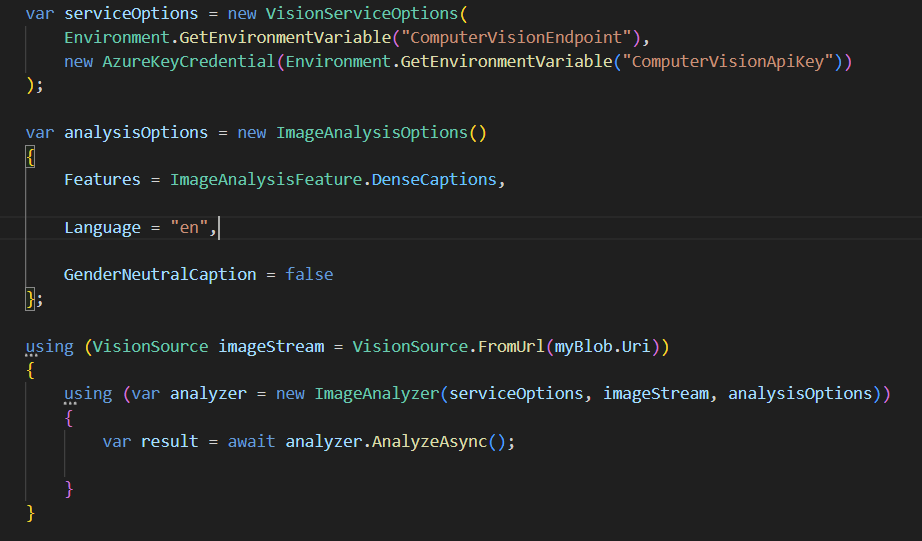 var serviceOptions = new VisionServiceOptions(
    Environment.GetEnvironmentVariable("ComputerVisionEndpoint"),
    new AzureKeyCredential(Environment.GetEnvironmentVariable("ComputerVisionApiKey"))
);

var analysisOptions = new ImageAnalysisOptions()
{
    Features = ImageAnalysisFeature.DenseCaptions,

    Language = "en",

    GenderNeutralCaption = false
};

using (VisionSource imageStream = VisionSource.FromUrl(myBlob.Uri))
{
    using (var analyzer = new ImageAnalyzer(serviceOptions, imageStream, analysisOptions))
    {
        var result = await analyzer.AnalyzeAsync();

    }
}